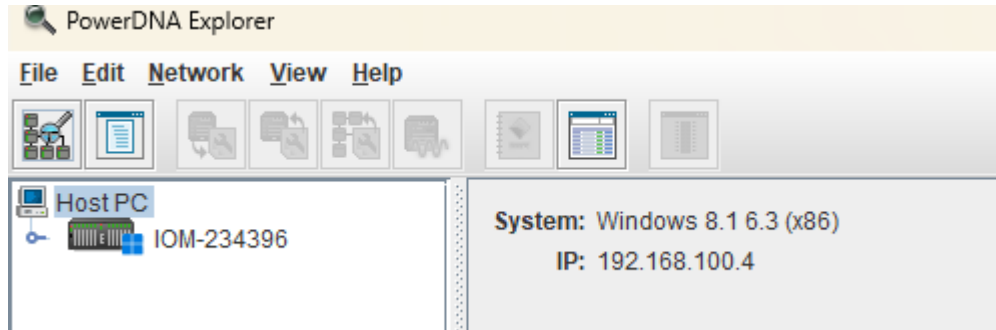 PowerDNA Explorer
File Edit Network View Help
Host PC
IOM-234396
System: Windows 8.1 6.3 (x86)
IP: 192.168.100.4